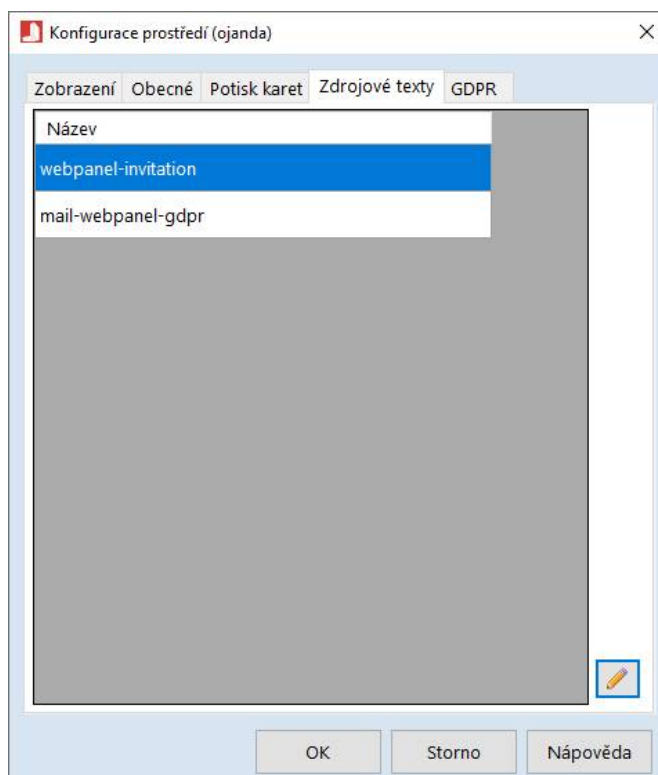 Konfigurace prostředí (ojanda)
Zobrazení Obecné Potisk karet Zdrojové texty GDPR
Název
webpanel-invitation
mail-webpanel-gdpr
OK Storno Nápověda